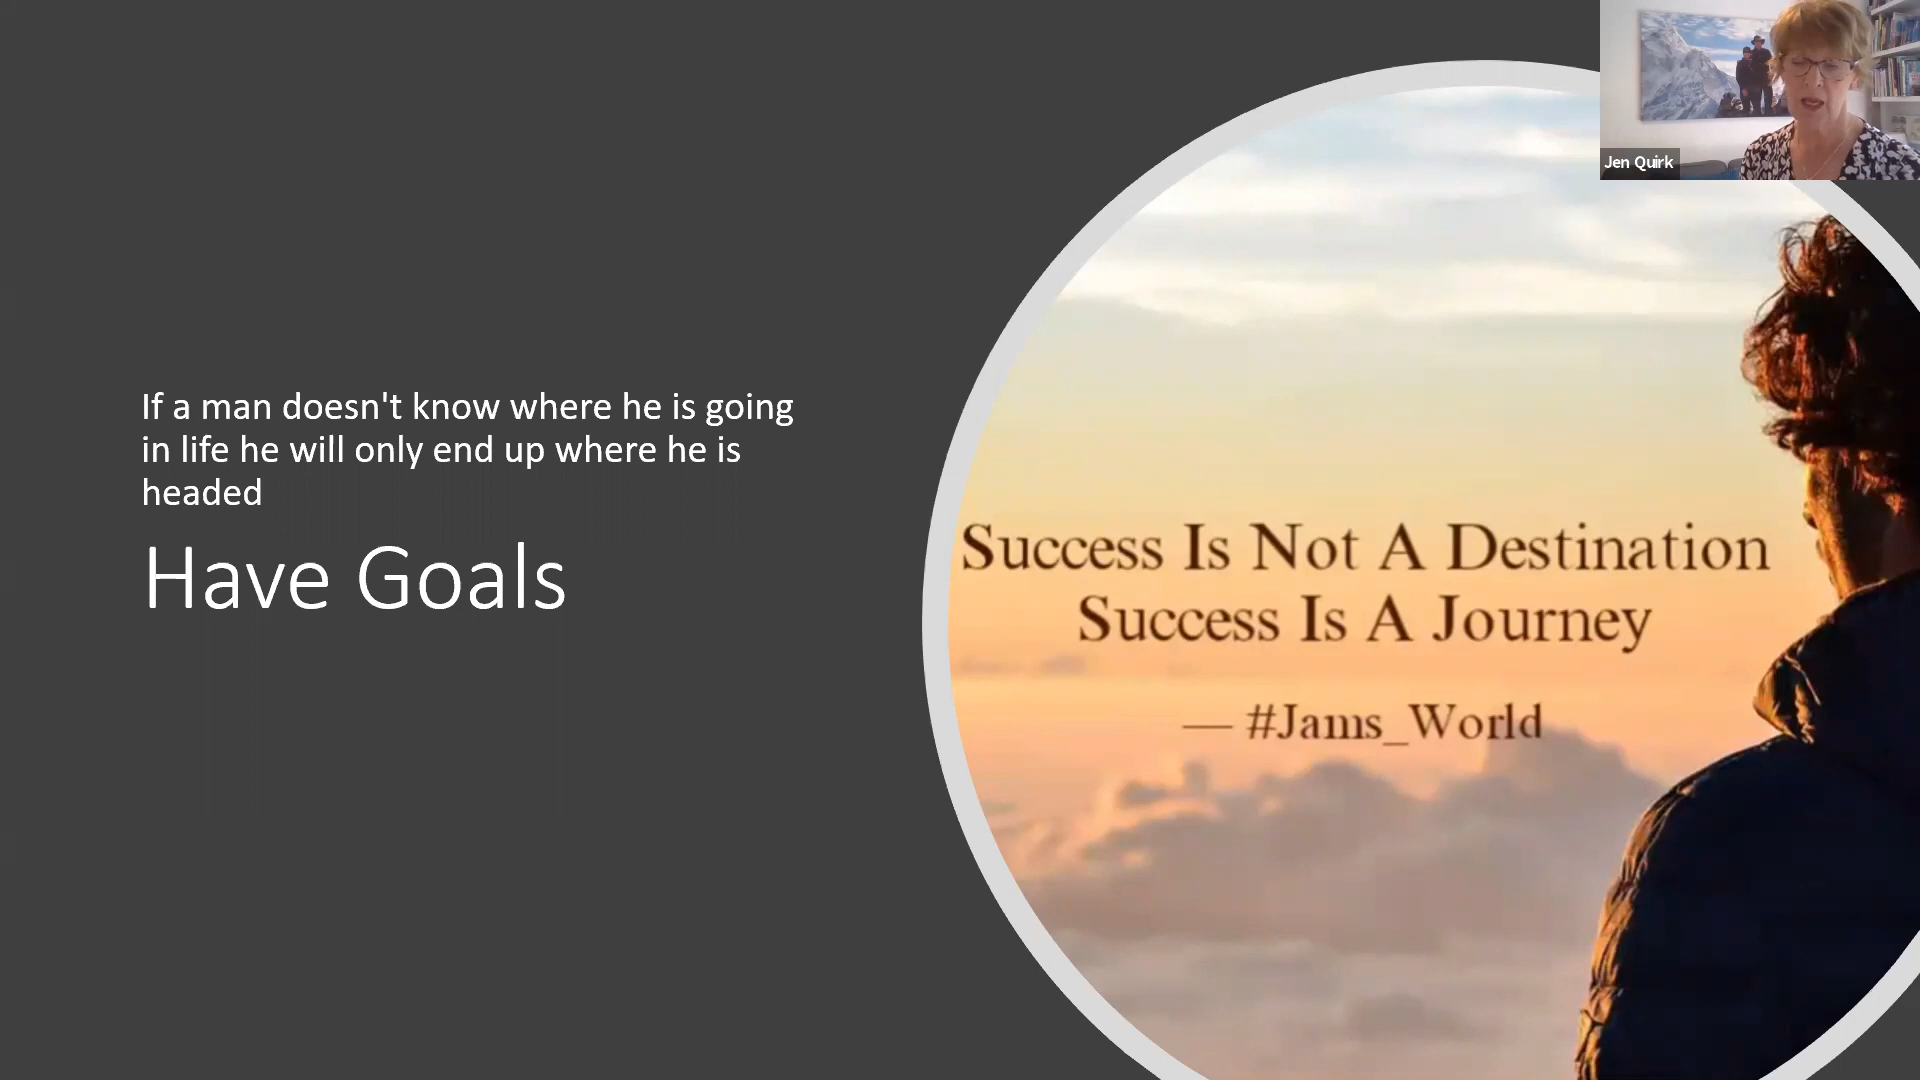 If a man doesn't know where he is going
in life he will only end up where he is
headed
Have Goals
Success Is Not A Destination
Success Is A Journey
— #Jams_World
Jen Quirk